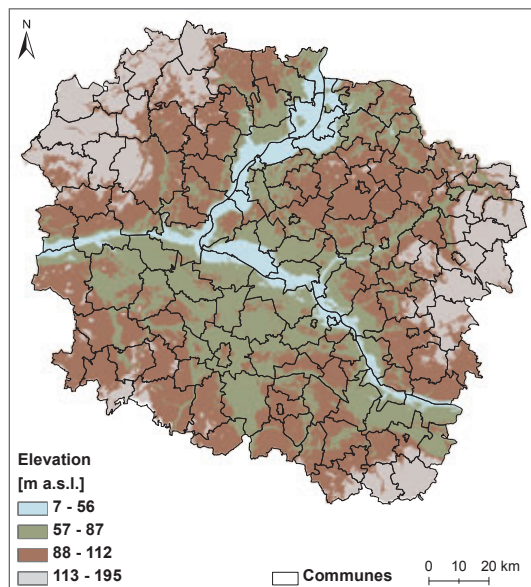 N
Elevation
[m a.s.l.]
7 - 56
57 - 87
88 - 112
113 - 195
Communes
0 10 20 km